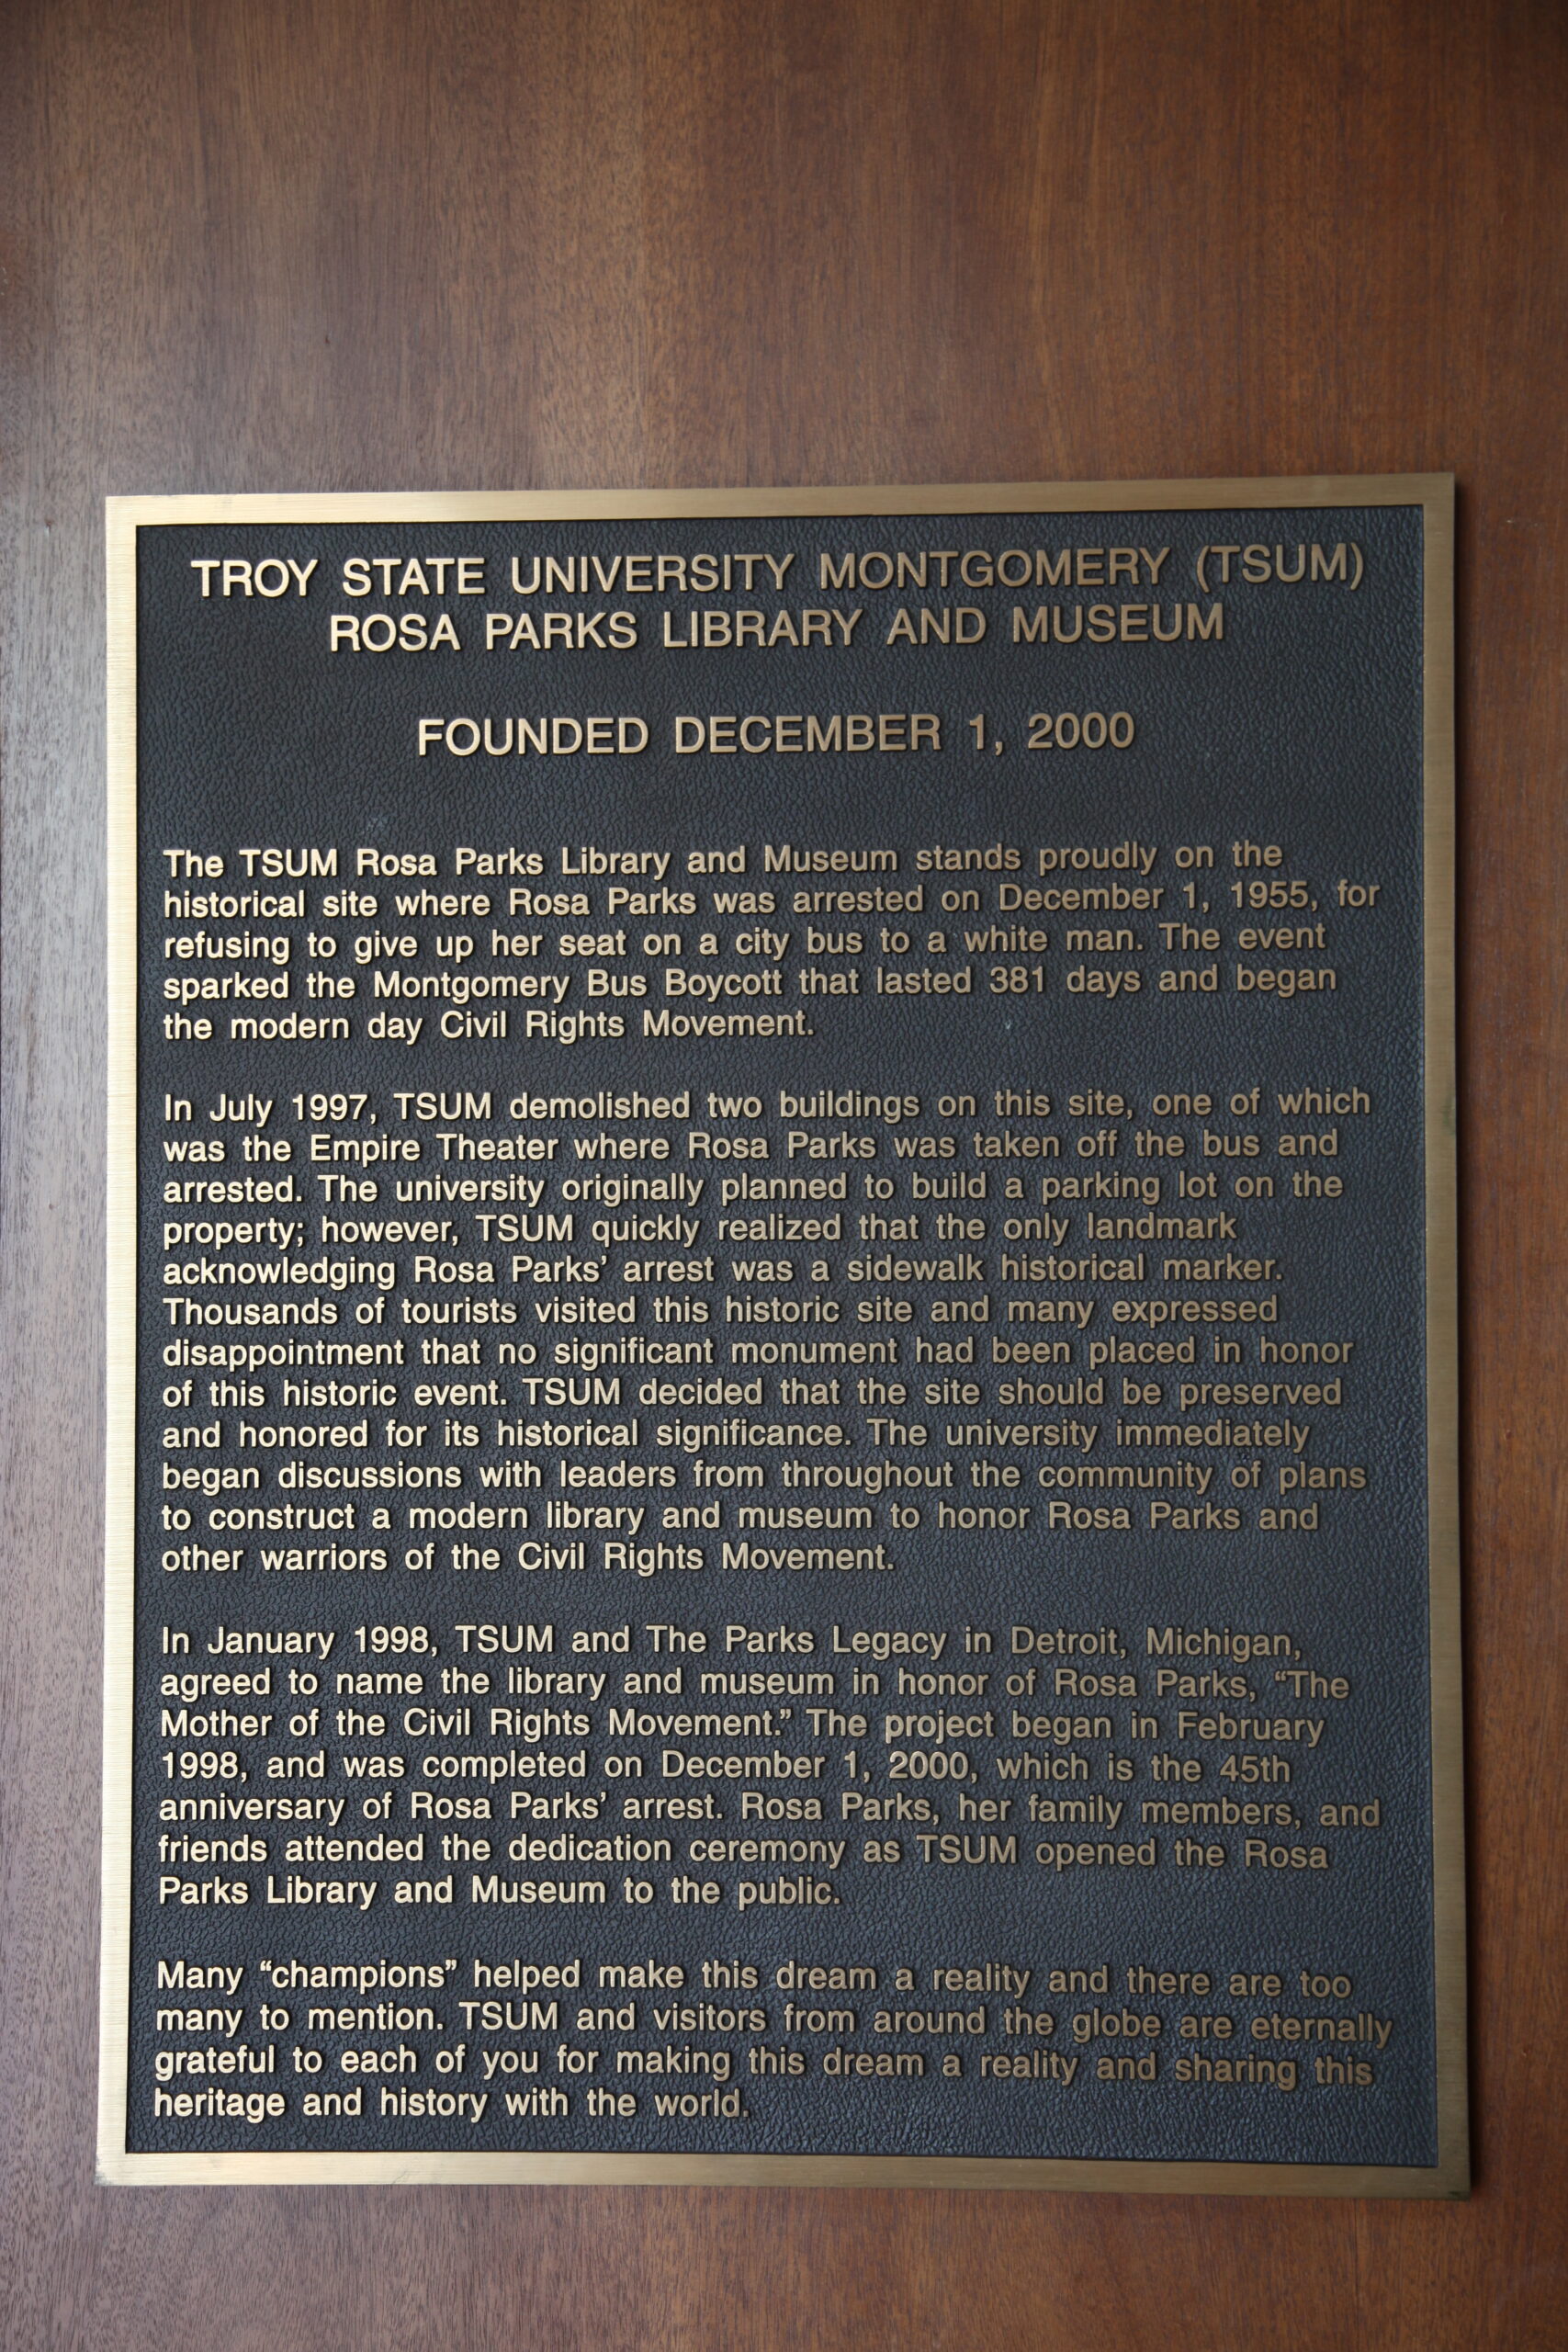 TROY STATE UNIVERSITY MONTGOMERY (TSUM)
ROSA PARKS LIBRARY AND MUSEUM
FOUNDED DECEMBER 1, 2000
The TSUM Rosa Parks Library and Museum stands proudly on the
historical site where Rosa Parks was arrested on December 1, 1955, for
refusing to give up her seat on a city bus to a white man. The event
sparked the Montgomery Bus Boycott that lasted 381 days and began
the modern day Civil Rights Movement.
In July 1997, TSUM demolished two buildings on this site, one of which
was the Empire Theater where Rosa Parks was taken off the bus and
arrested. The university originally planned to build a parking lot on the
property; however, TSUM quickly realized that the only landmark
acknowledging Rosa Parks’ arrest was a sidewalk historical marker.
Thousands of tourists visited this historic site and many expressed
disappointment that no significant monument had been placed in honor
of this historic event. TSUM decided that the site should be preserved
and honored for its historical significance. The university immediately
began discussions with leaders from throughout the community of plans
to construct a modern library and museum to honor Rosa Parks and
other warriors of the Civil Rights Movement.
In January 1998, TSUM and The Parks Legacy in Detroit, Michigan,
agreed to name the library and museum in honor of Rosa Parks, “The
Mother of the Civil Rights Movement.” The project began in February
1998, and was completed on December 1, 2000, which is the 45th
anniversary of Rosa Parks’ arrest. Rosa Parks, her family members, and
friends attended the dedication ceremony as TSUM opened the Rosa
Parks Library and Museum to the public.
Many “champions” helped make this dream a reality and there are too
many to mention. TSUM and visitors from around the globe are eternally
grateful to each of you for making this dream a reality and sharing this
heritage and history with the world.